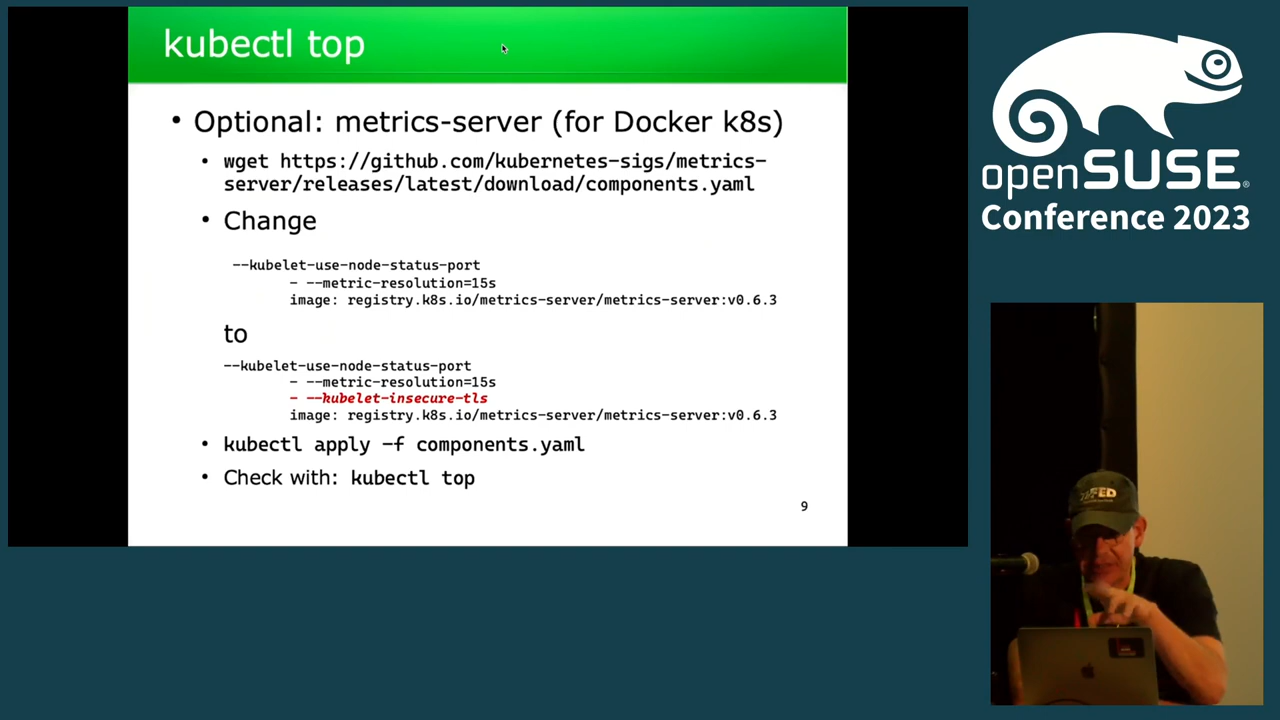 kubectl top
• Optional: metrics-server (for Docker k8s)
• wget https://github.com/kubernetes-sigs/metrics-
server/releases/latest/download/components.yaml
• Change
--kubelet-use-node-status-port
- --metric-resolution=15s
image: registry.k8s.io/metrics-server/metrics-server:v0.6.3
to
--kubelet-use-node-status-port
- --metric-resolution=15s
- --kubelet-insecure-tls
image: registry.k8s.io/metrics-server/metrics-server:v0.6.3
• kubectl apply –f components.yaml
• Check with: kubectl top
9
openSUSE®
Conference 2023